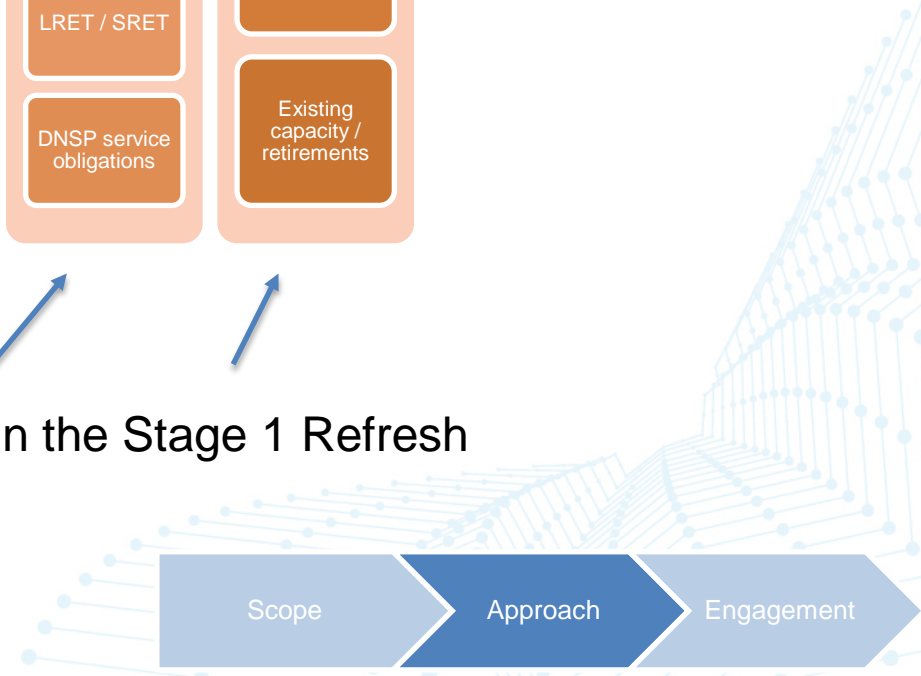 LRET / SRET
DNSP service
obligations
Existing
capacity /
retirements
n the Stage 1 Refresh
Scope
Approach
Engagement